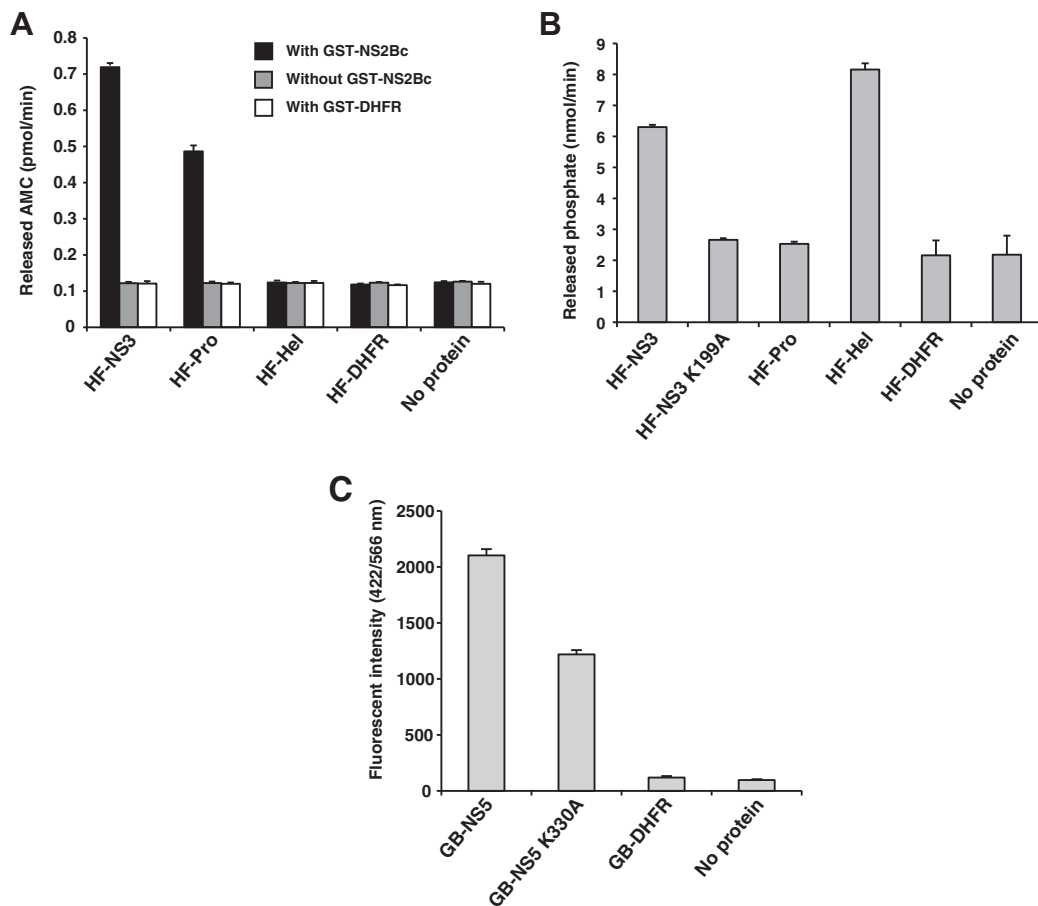 A
Released AMC (pmol/min)
0.8
0.7
0.6
0.5
0.4
0.3
0.2
0.1
0
With GST-NS2Bc
Without GST-NS2Bc
With GST-DHFR
HF-NS3
HF-Pro
HF-Hel
HF-DHFR
No protein
B
Released phosphate (nmol/min)
9
8
7
6
5
4
3
2
1
0
HF-NS3
HF-NS3 K199A
HF-Pro
HF-Hel
HF-DHFR
No protein
C
Fluorescent intensity (422/566 nm)
2500
2000
1500
1000
500
0
GB-NS5
GB-NS5 K330A
GB-DHFR
No protein